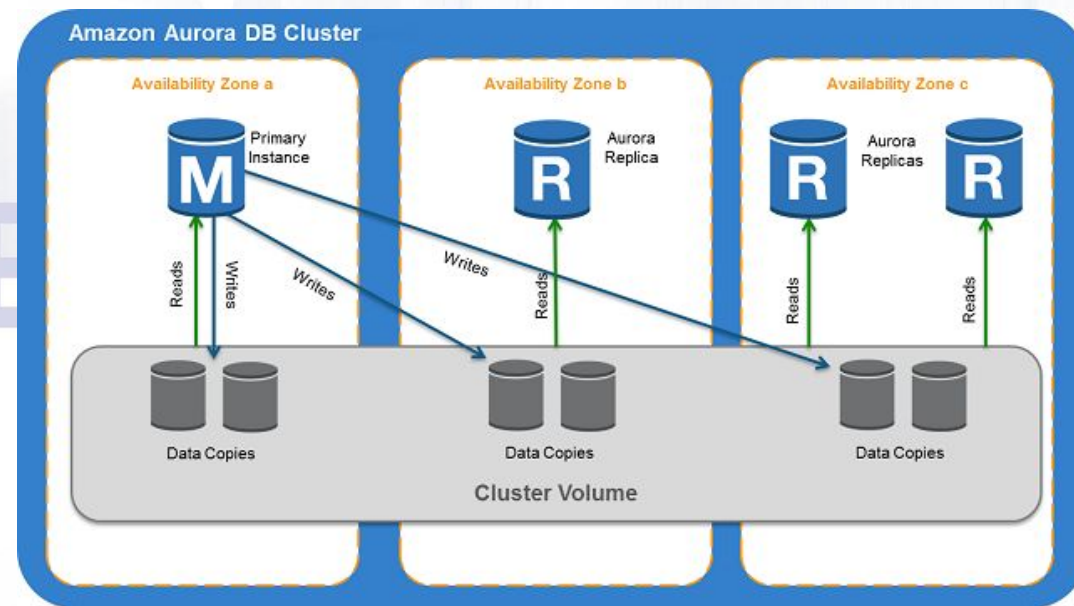 Amazon Aurora DB Cluster
Availability Zone a
Availability Zone b
Availability Zone c
Primary
Instance
M
Aurora
Replica
R
Aurora
Replicas
R
R
Reads
Writes
Writes
Reads
Writes
Reads
Reads
Data Copies
Data Copies
Data Copies
Cluster Volume